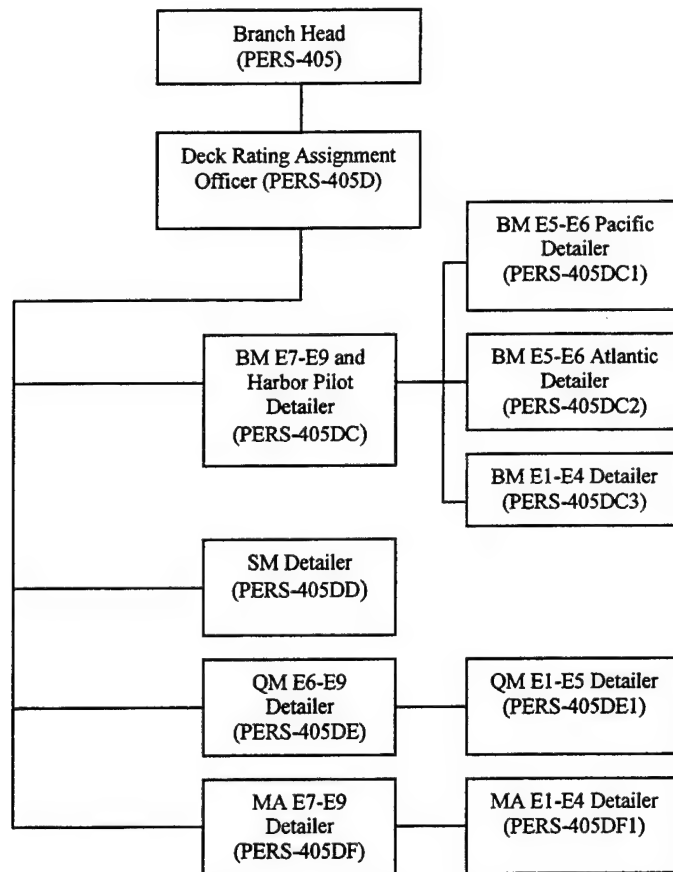 Branch Head
(PERS-405)
Deck Rating Assignment
Officer (PERS-405D)
BM E7-E9 and
Harbor Pilot
Detailer
(PERS-405DC)
BM E5-E6 Pacific
Detailer
(PERS-405DC1)
BM E5-E6 Atlantic
Detailer
(PERS-405DC2)
BM E1-E4 Detailer
(PERS-405DC3)
SM Detailer
(PERS-405DD)
QM E6-E9
Detailer
(PERS-405DE)
QM E1-E5 Detailer
(PERS-405DE1)
MA E7-E9
Detailer
(PERS-405DF)
MA E1-E4 Detailer
(PERS-405DF1)